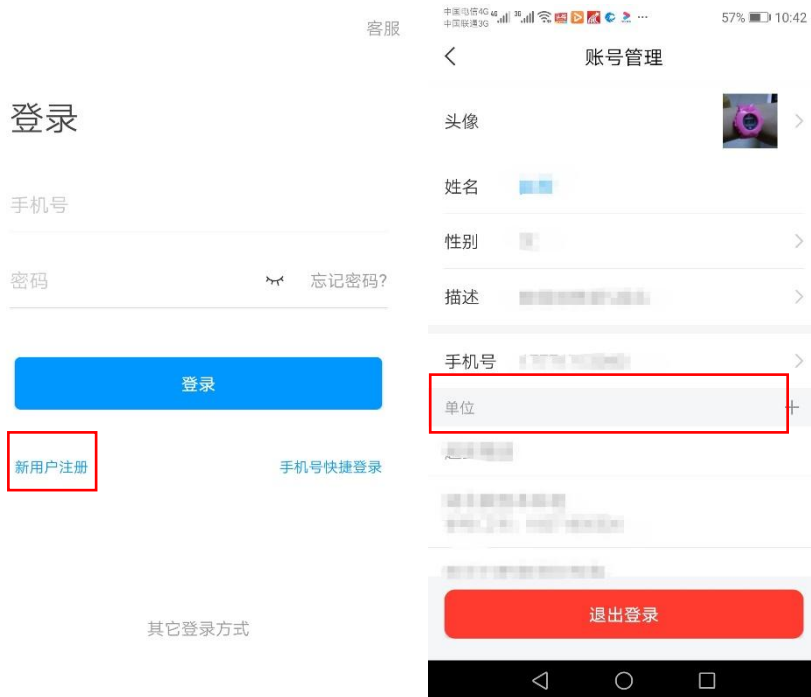 客服
登录
手机号
密码
忘记密码?
登录
新用户注册
手机号快捷登录
其它登录方式
中国电信4G 4G 3G 57% 10:42
中国联通3G
账号管理
头像
姓名
性别
描述
手机号
单位
退出登录